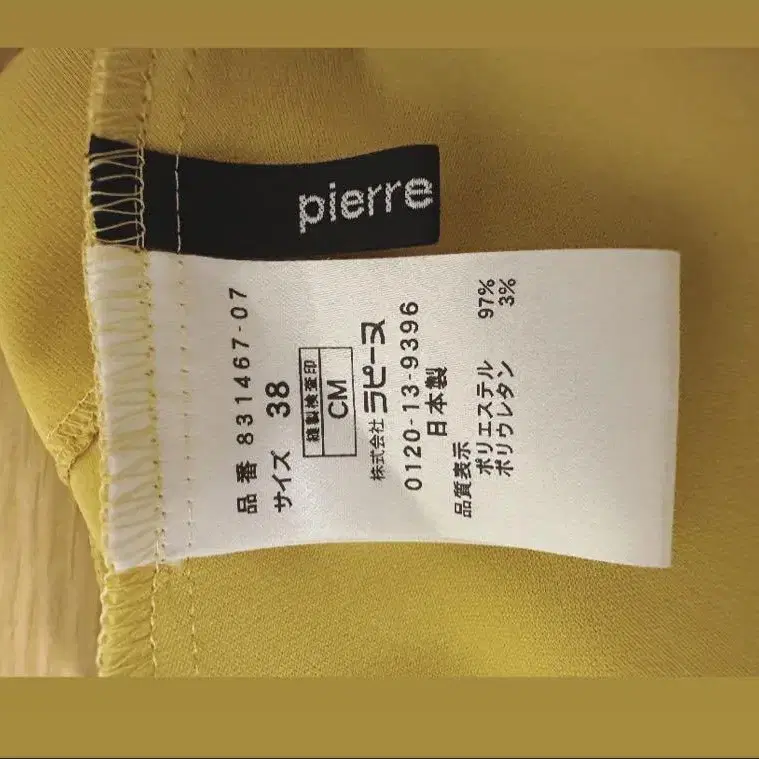 pierre
品番 831467-07
サイズ 38
縫製検査印
CM
株式会社 ラピーヌ
0120-13-9396
日本製
品質表示
ポリエステル 97%
ポリウレタン 3%